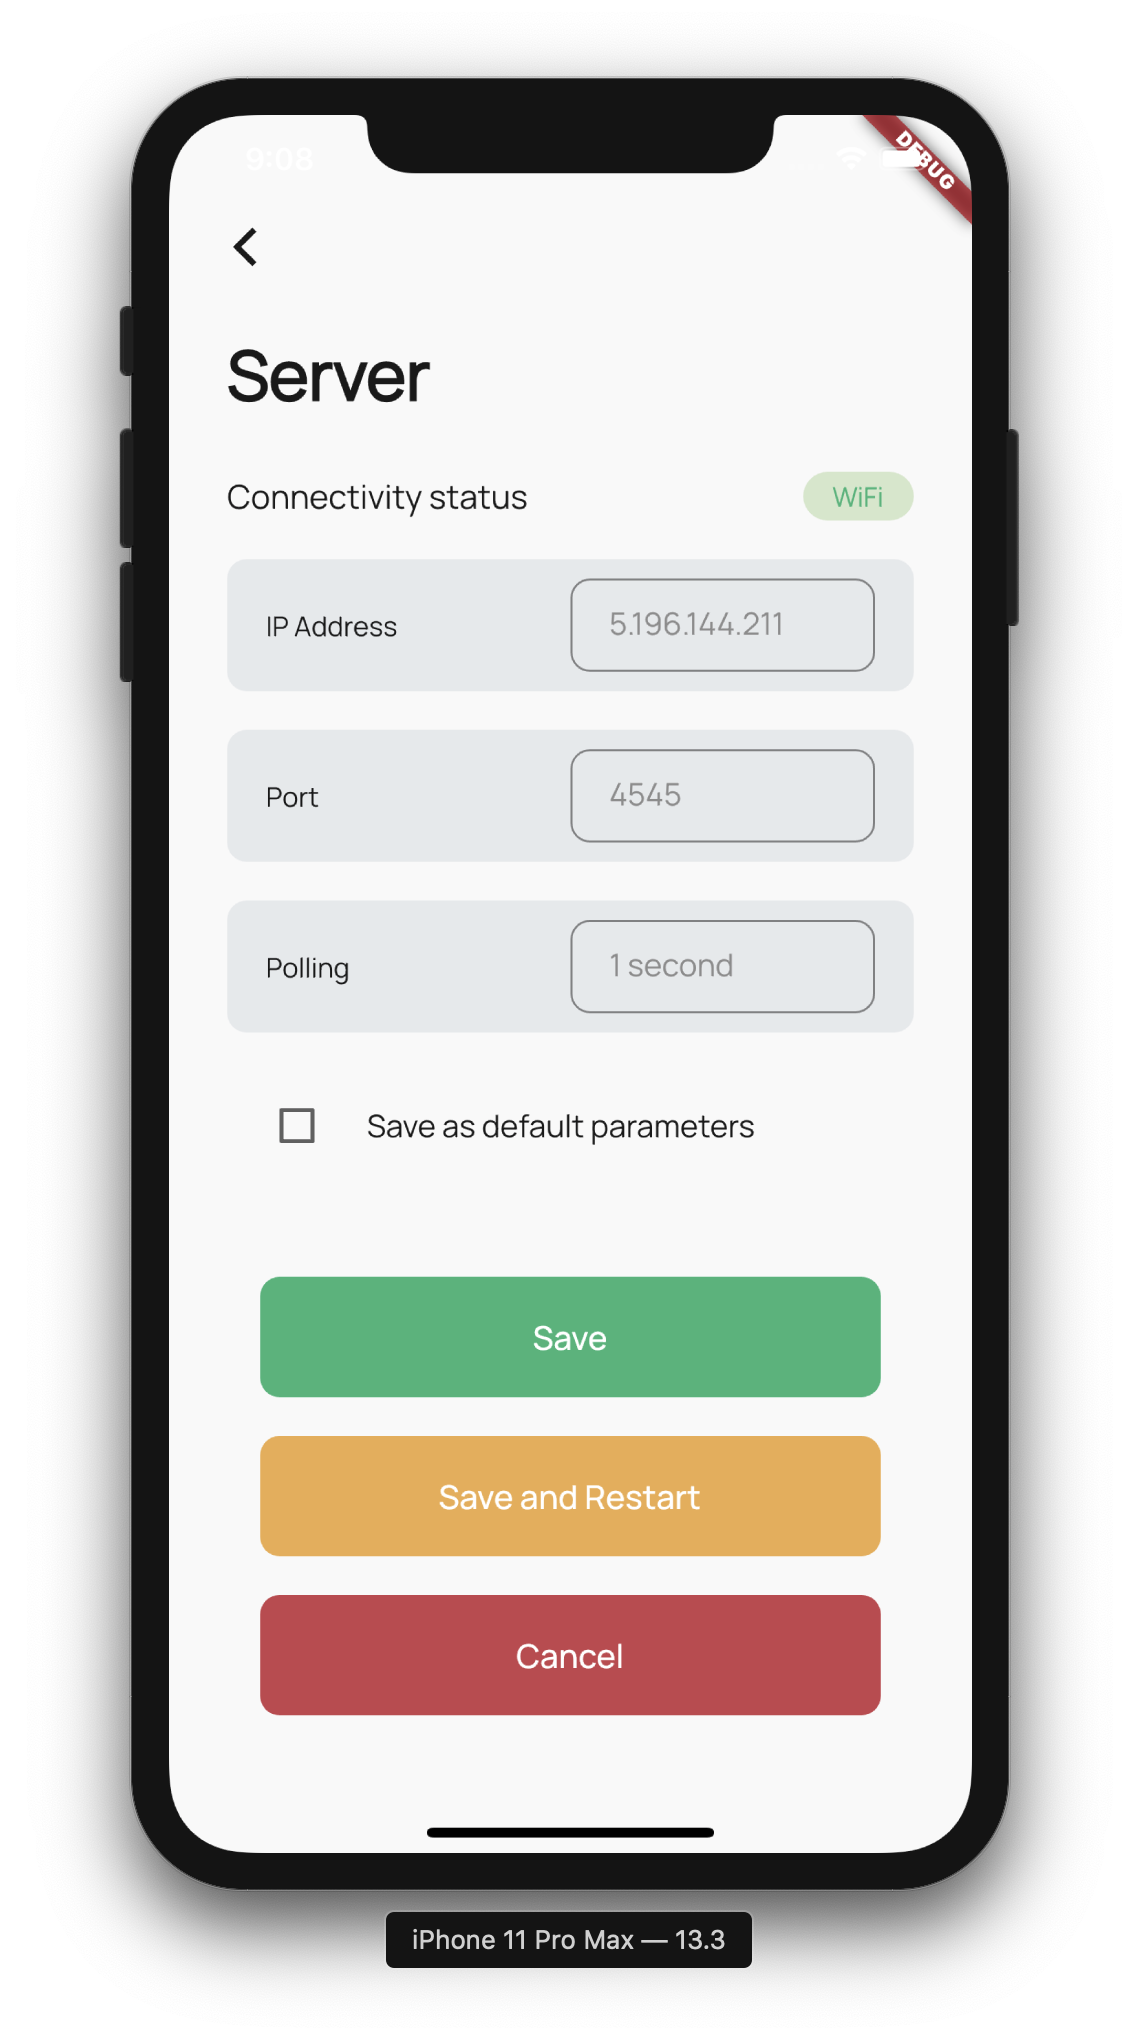 9:08
DEBUG
Server
Connectivity status
WiFi
IP Address
5.196.144.211
Port
4545
Polling
1 second
Save as default parameters
Save
Save and Restart
Cancel
iPhone 11 Pro Max — 13.3